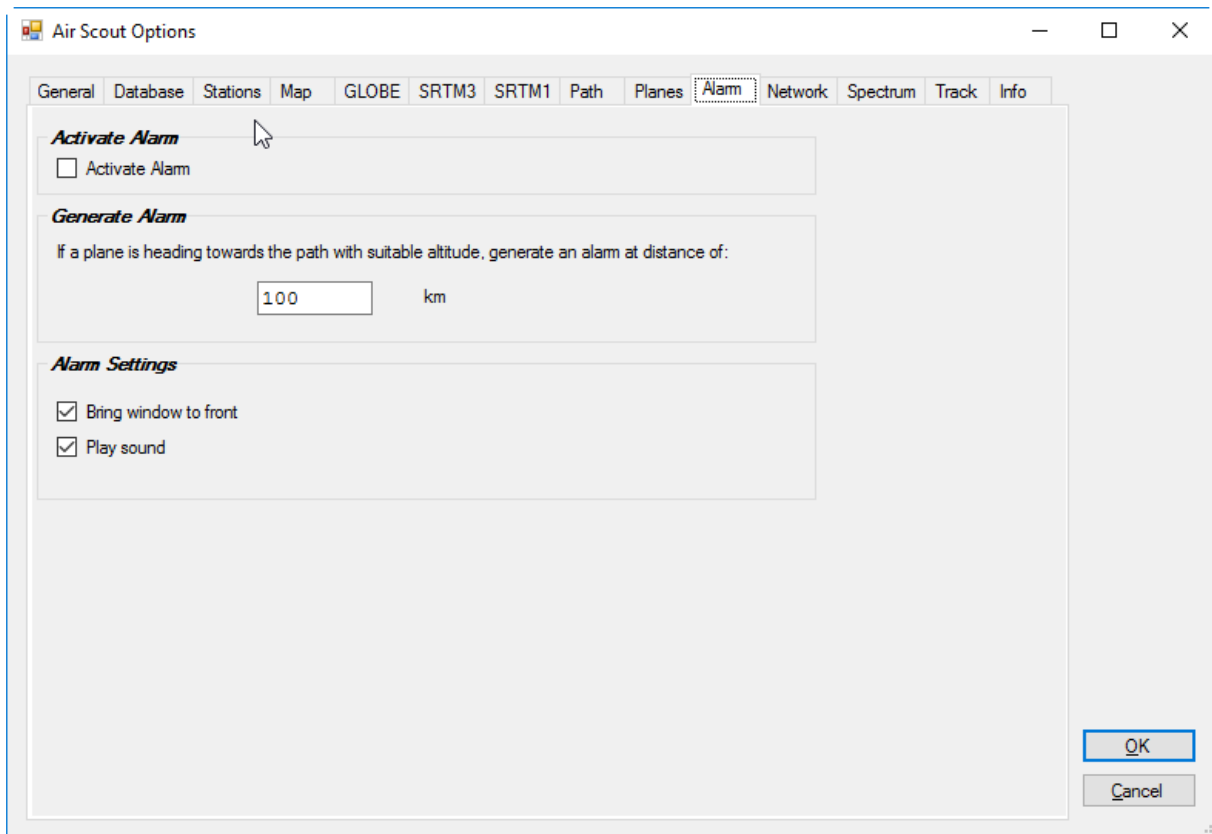 Air Scout Options
General Database Stations Map GLOBE SRTM3 SRTM1 Path Planes Alarm Network Spectrum Track Info
Activate Alarm
Activate Alarm
Generate Alarm
If a plane is heading towards the path with suitable altitude, generate an alarm at distance of:
100 km
Alarm Settings
Bring window to front
Play sound
OK
Cancel